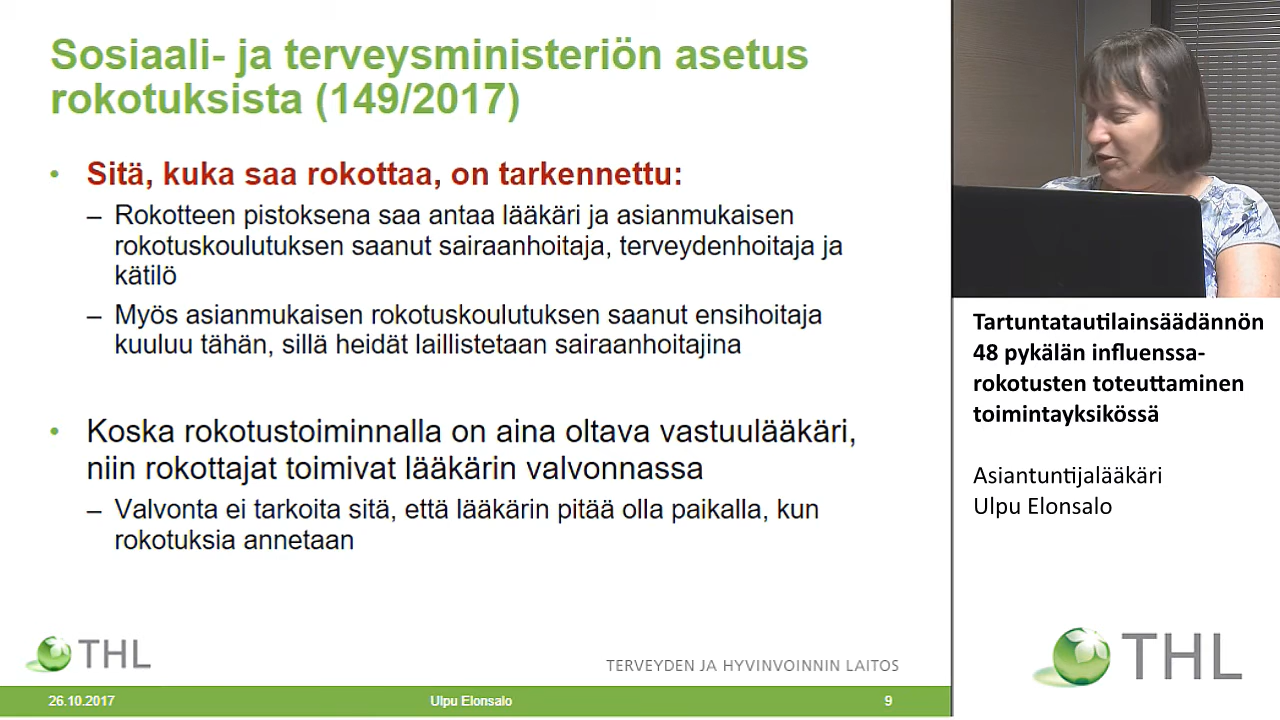 Sosiaali- ja terveysministeriön asetus
rokotuksista (149/2017)
• Sitä, kuka saa rokottaa, on tarkennettu:
– Rokotteen pistoksena saa antaa lääkäri ja asianmukaisen
rokotuskoulutuksen saanut sairaanhoitaja, terveydenhoitaja ja
kätilö
– Myös asianmukaisen rokotuskoulutuksen saanut ensihoitaja
kuuluu tähän, sillä heidät laillistetaan sairaanhoitajina
• Koska rokotustoiminnalla on aina oltava vastuulääkäri,
niin rokottajat toimivat lääkärin valvonnassa
– Valvonta ei tarkoita sitä, että lääkärin pitää olla paikalla, kun
rokotuksia annetaan
THL
TERVEYDEN JA HYVINVOINNIN LAITOS
26.10.2017 Ulpu Elonsalo 9
Tartuntatautilainsäädännön
48 pykälän influenssa-
rokotusten toteuttaminen
toimintayksikössä
Asiantuntijalääkäri
Ulpu Elonsalo
THL